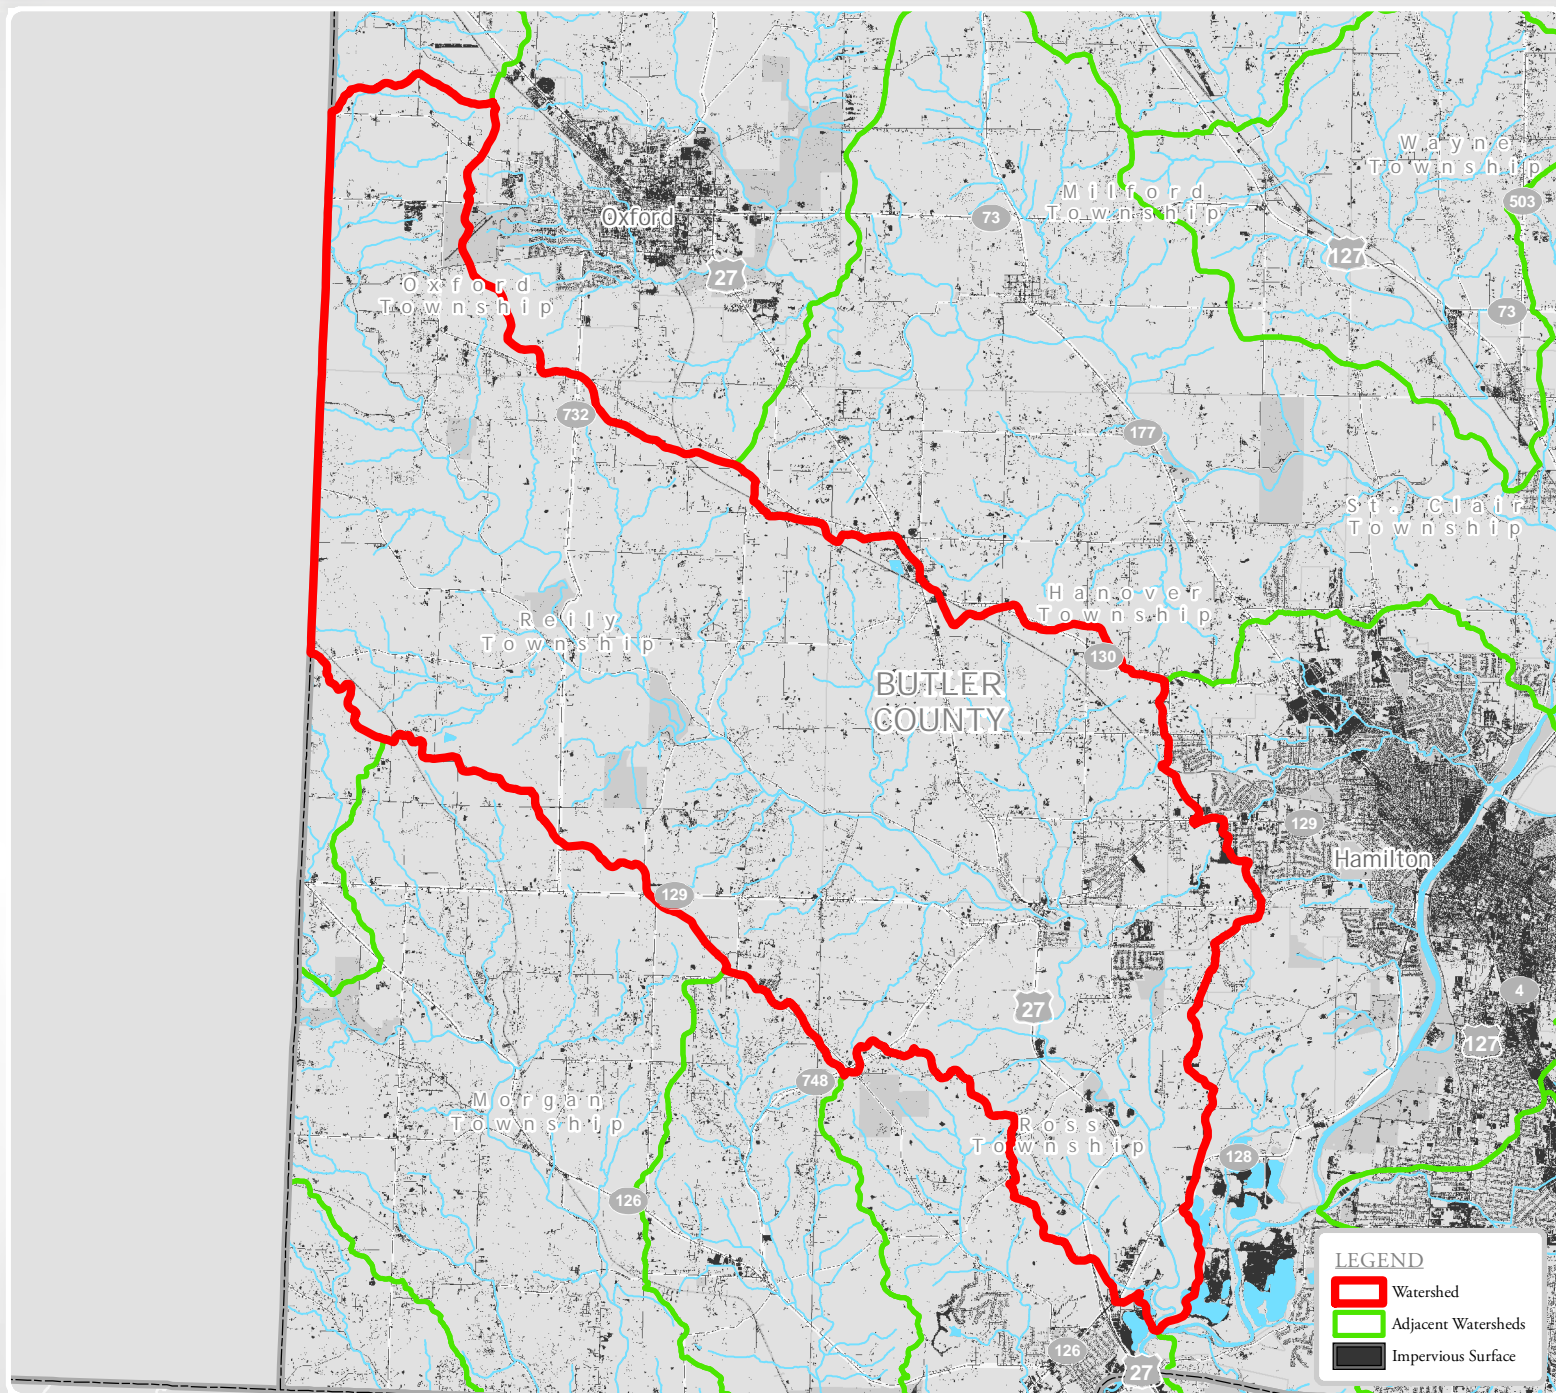 Wayne
Township
503
Milford
Township
73
Oxford
127
27
Oxford
Township
73
732
177
St. Clair
Township
Hanover
Township
Reily
Township
130
BUTLER
COUNTY
129
Hamilton
129
4
27
127
748
Morgan
Township
Ross
Township
128
126
LEGEND
Watershed
Adjacent Watersheds
Impervious Surface
126
27